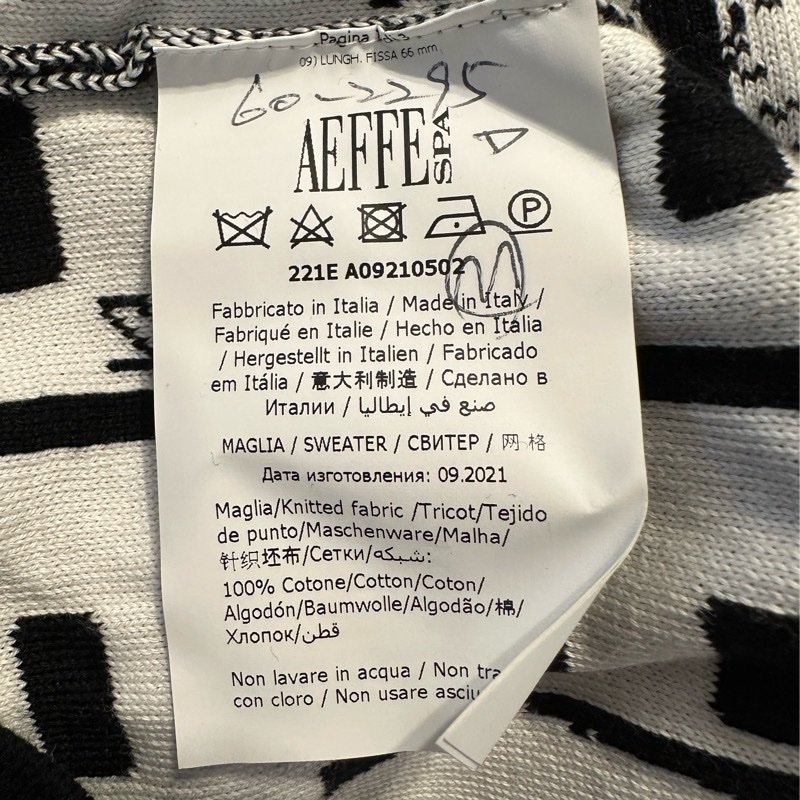 Pagina 1 di 3
09) LUNGH. FISSA 66 mm
60-2295
AEFFE SPA
P
221E A09210502
M
Fabbricato in Italia / Made in Italy /
Fabriqué en Italie / Hecho en Itália
/ Hergestellt in Italien / Fabricado
em Itália / 意大利制造 / Сделано в
Италии / صنع في إيطاليا
MAGLIA / SWEATER / СВИТЕР / 网格
Дата изготовления: 09.2021
Maglia/Knitted fabric /Tricot/Tejido
de punto/Maschenware/Malha/
针织坯布/Сетки/شبكه:
100% Cotone/Cotton/Coton/
Algodón/Baumwolle/Algodão/棉/
Хлопок/قطن
Non lavare in acqua / Non
con cloro / Non usare